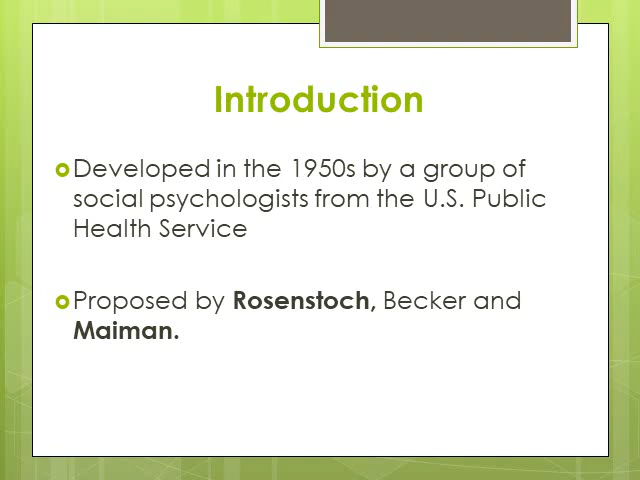 Introduction
Developed in the 1950s by a group of
social psychologists from the U.S. Public
Health Service
Proposed by Rosenstoch, Becker and
Maiman.